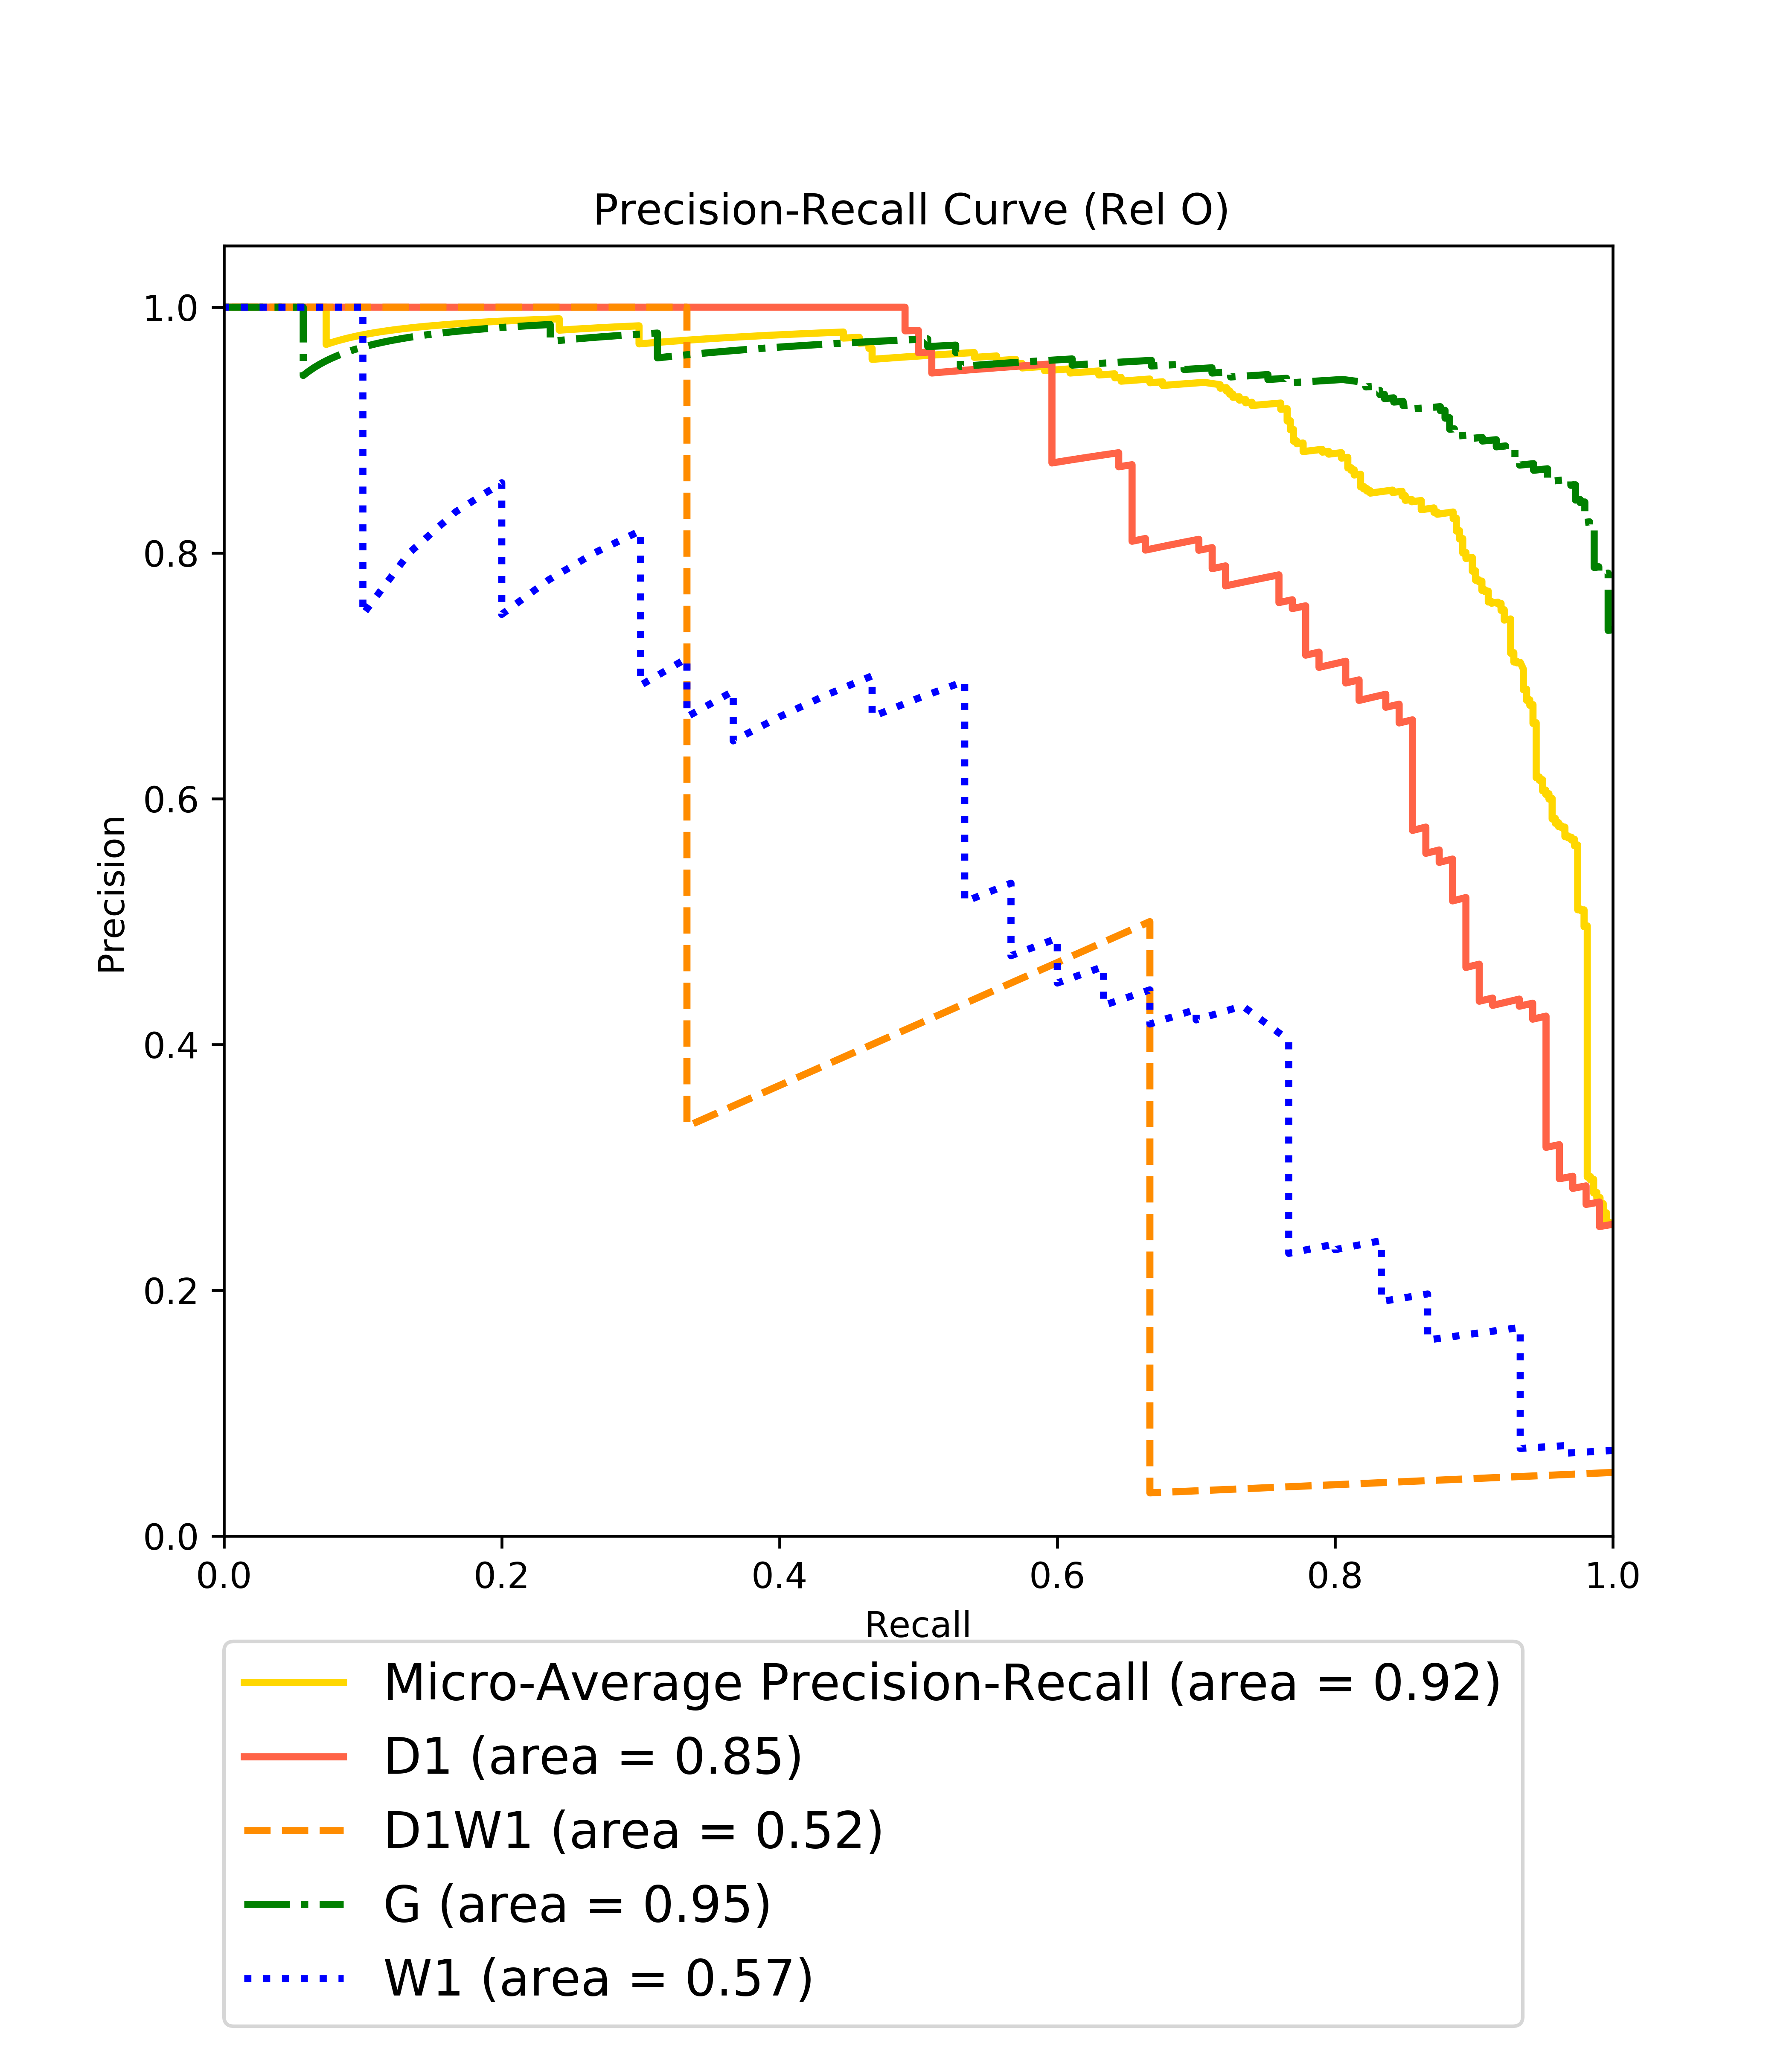 Precision-Recall Curve (Rel O)
1.0
0.8
0.6
0.4
0.2
0.0
Precision
0.0 0.2 0.4 0.6 0.8 1.0
Recall
Micro-Average Precision-Recall (area = 0.92)
D1 (area = 0.85)
D1W1 (area = 0.52)
G (area = 0.95)
W1 (area = 0.57)